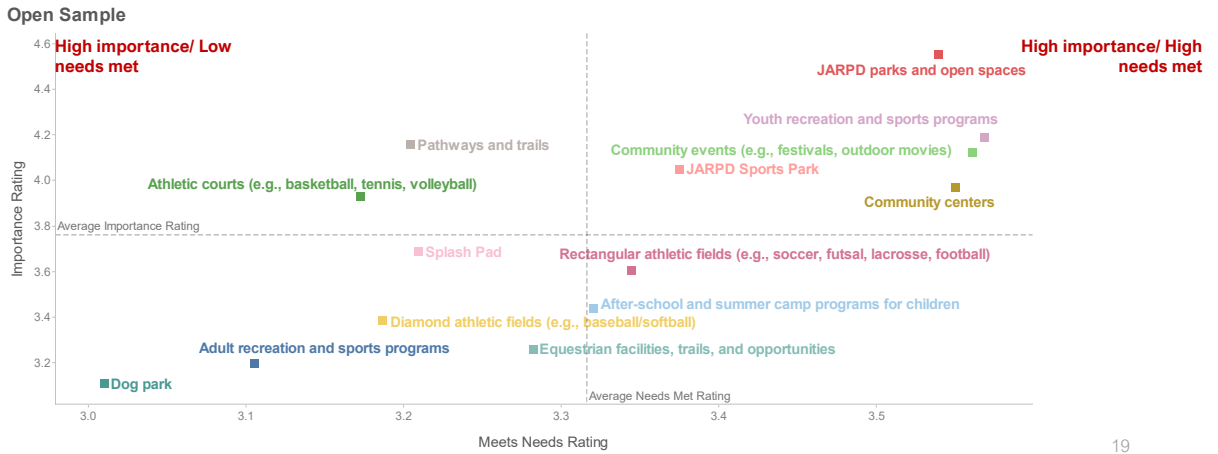 Open Sample
High importance/ Low
needs met
High importance/ High
needs met
4.6
4.4
4.2
4.0
3.8
3.6
3.4
3.2
Importance Rating
JARPD parks and open spaces
Youth recreation and sports programs
Pathways and trails
Community events (e.g., festivals, outdoor movies)
JARPD Sports Park
Athletic courts (e.g., basketball, tennis, volleyball)
Community centers
Average Importance Rating
Splash Pad
Rectangular athletic fields (e.g., soccer, futsal, lacrosse, football)
After-school and summer camp programs for children
Diamond athletic fields (e.g., baseball/softball)
Adult recreation and sports programs
Equestrian facilities, trails, and opportunities
Dog park
Average Needs Met Rating
3.0
3.1
3.2
3.3
3.4
3.5
Meets Needs Rating
19